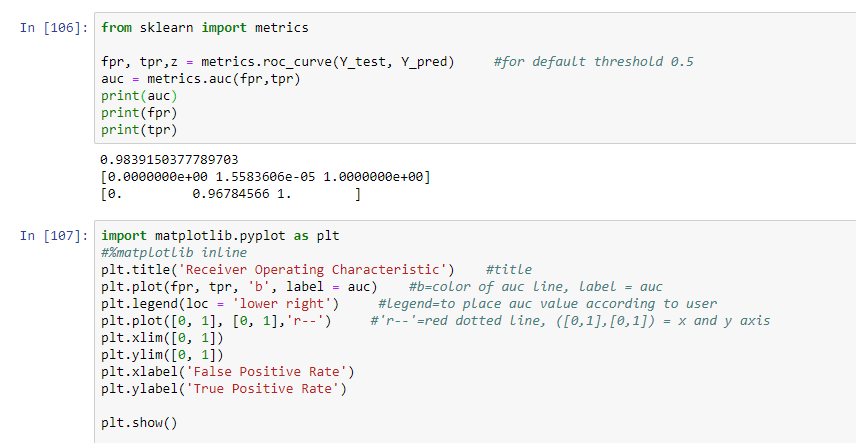 In [106]: from sklearn import metrics
fpr, tpr,z = metrics.roc_curve(Y_test, Y_pred)     #for default threshold 0.5
auc = metrics.auc(fpr,tpr)
print(auc)
print(fpr)
print(tpr)
0.9839150377789703
[0.0000000e+00 1.5583606e-05 1.0000000e+00]
[0.         0.96784566 1.        ]
In [107]: import matplotlib.pyplot as plt
#%matplotlib inline
plt.title('Receiver Operating Characteristic')    #title
plt.plot(fpr, tpr, 'b', label = auc)    #b=color of auc line, label = auc
plt.legend(loc = 'lower right')     #legend=to place auc value according to user
plt.plot([0, 1], [0, 1],'r--')     #'r--'=red dotted line, ([0,1],[0,1]) = x and y axis
plt.xlim([0, 1])
plt.ylim([0, 1])
plt.xlabel('False Positive Rate')
plt.ylabel('True Positive Rate')
plt.show()